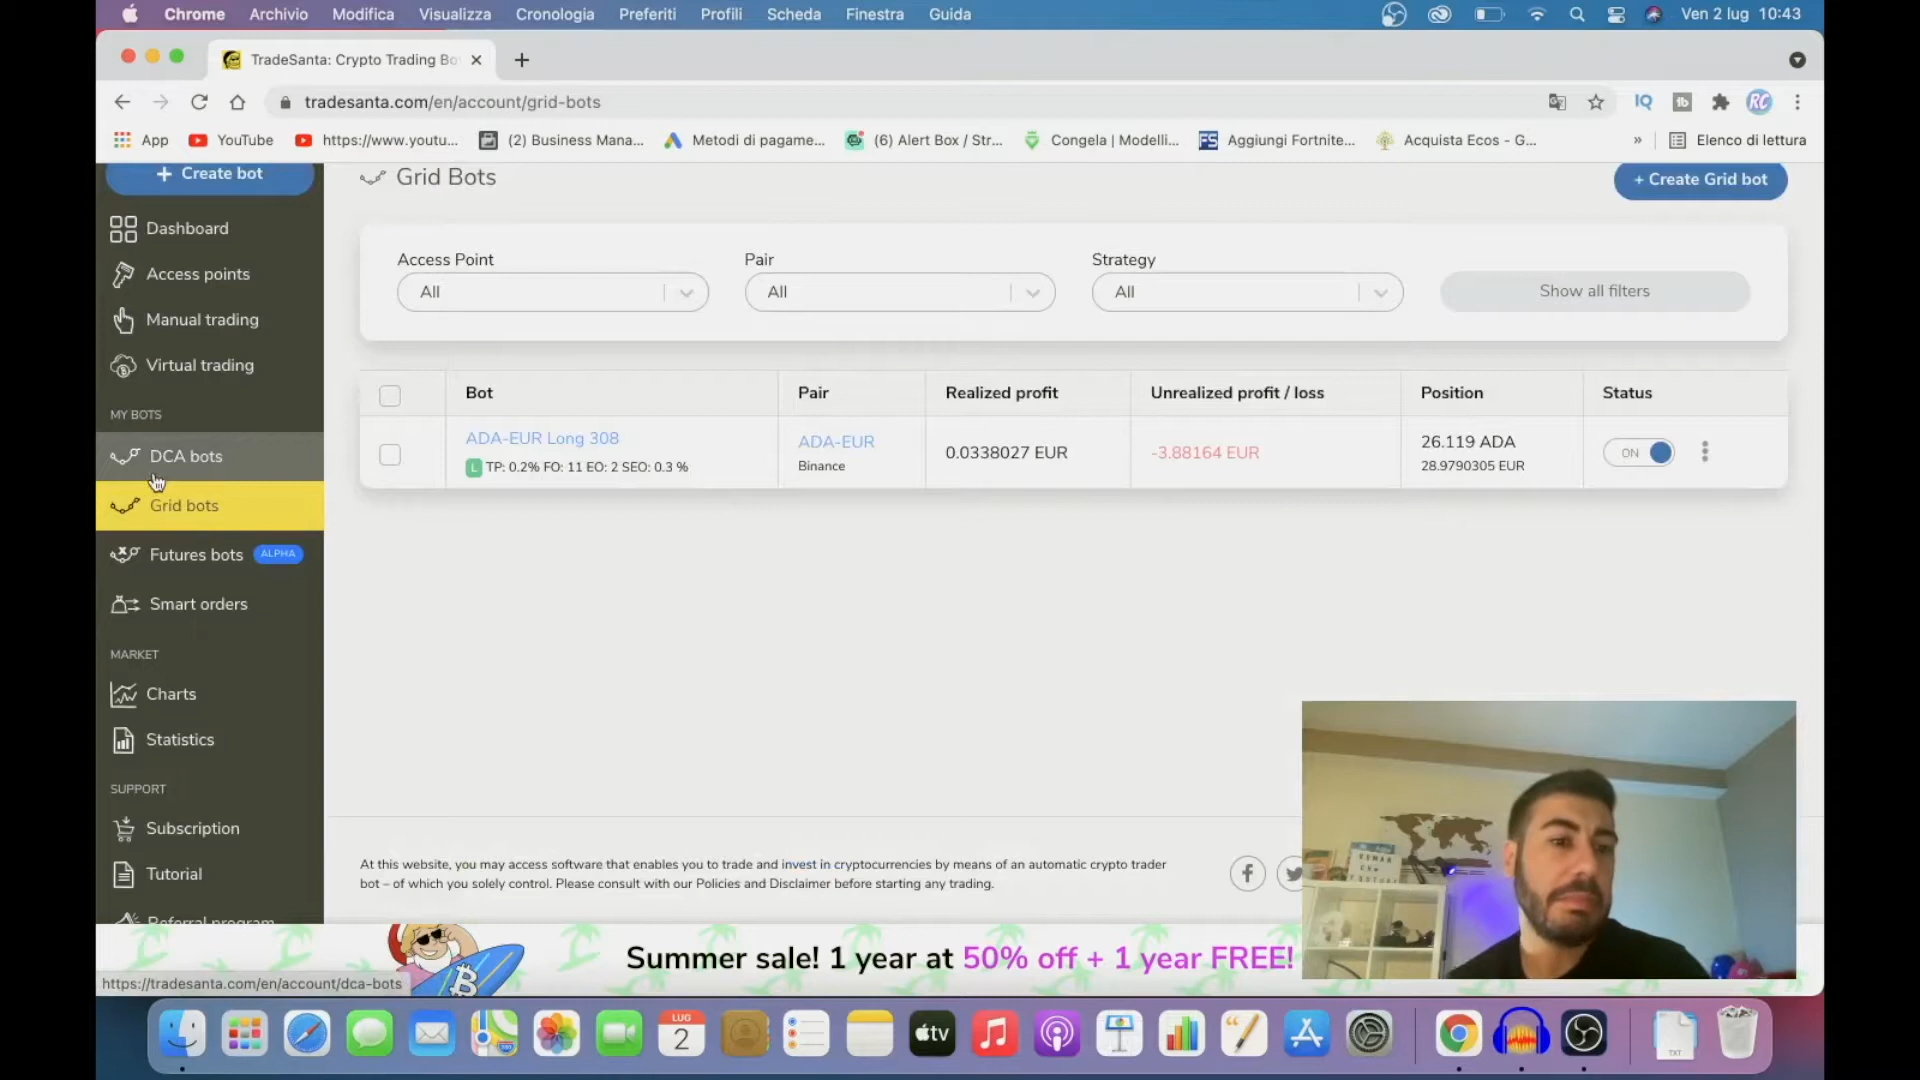 Chrome Archivio Modifica Visualizza Cronologia Preferiti Profili Scheda Finestra Guida Ven 2 lug 10:43
TradeSanta: Crypto Trading Bo
tradesanta.com/en/account/grid-bots
App YouTube https://www.youtu... (2) Business Mana... Metodi di pagame... (6) Alert Box / Str... Congela | Modelli... Aggiungi Fortnite... Acquista Ecos - G... » Elenco di lettura
+ Create bot
Dashboard
Access points
Manual trading
Virtual trading
MY BOTS
DCA bots
Grid bots
Futures bots ALPHA
Smart orders
MARKET
Charts
Statistics
SUPPORT
Subscription
Tutorial
Referral program
Grid Bots
+ Create Grid bot
Access Point Pair Strategy
All All All Show all filters
Bot Pair Realized profit Unrealized profit / loss Position Status
ADA-EUR Long 308 ADA-EUR 0.0338027 EUR -3.88164 EUR 26.119 ADA ON
L TP: 0.2% FO: 11 EO: 2 SEO: 0.3 % Binance 28.9790305 EUR
At this website, you may access software that enables you to trade and invest in cryptocurrencies by means of an automatic crypto trader
bot – of which you solely control. Please consult with our Policies and Disclaimer before starting any trading.
Summer sale! 1 year at 50% off + 1 year FREE!
https://tradesanta.com/en/account/dca-bots
LUG
2
tv
TXT